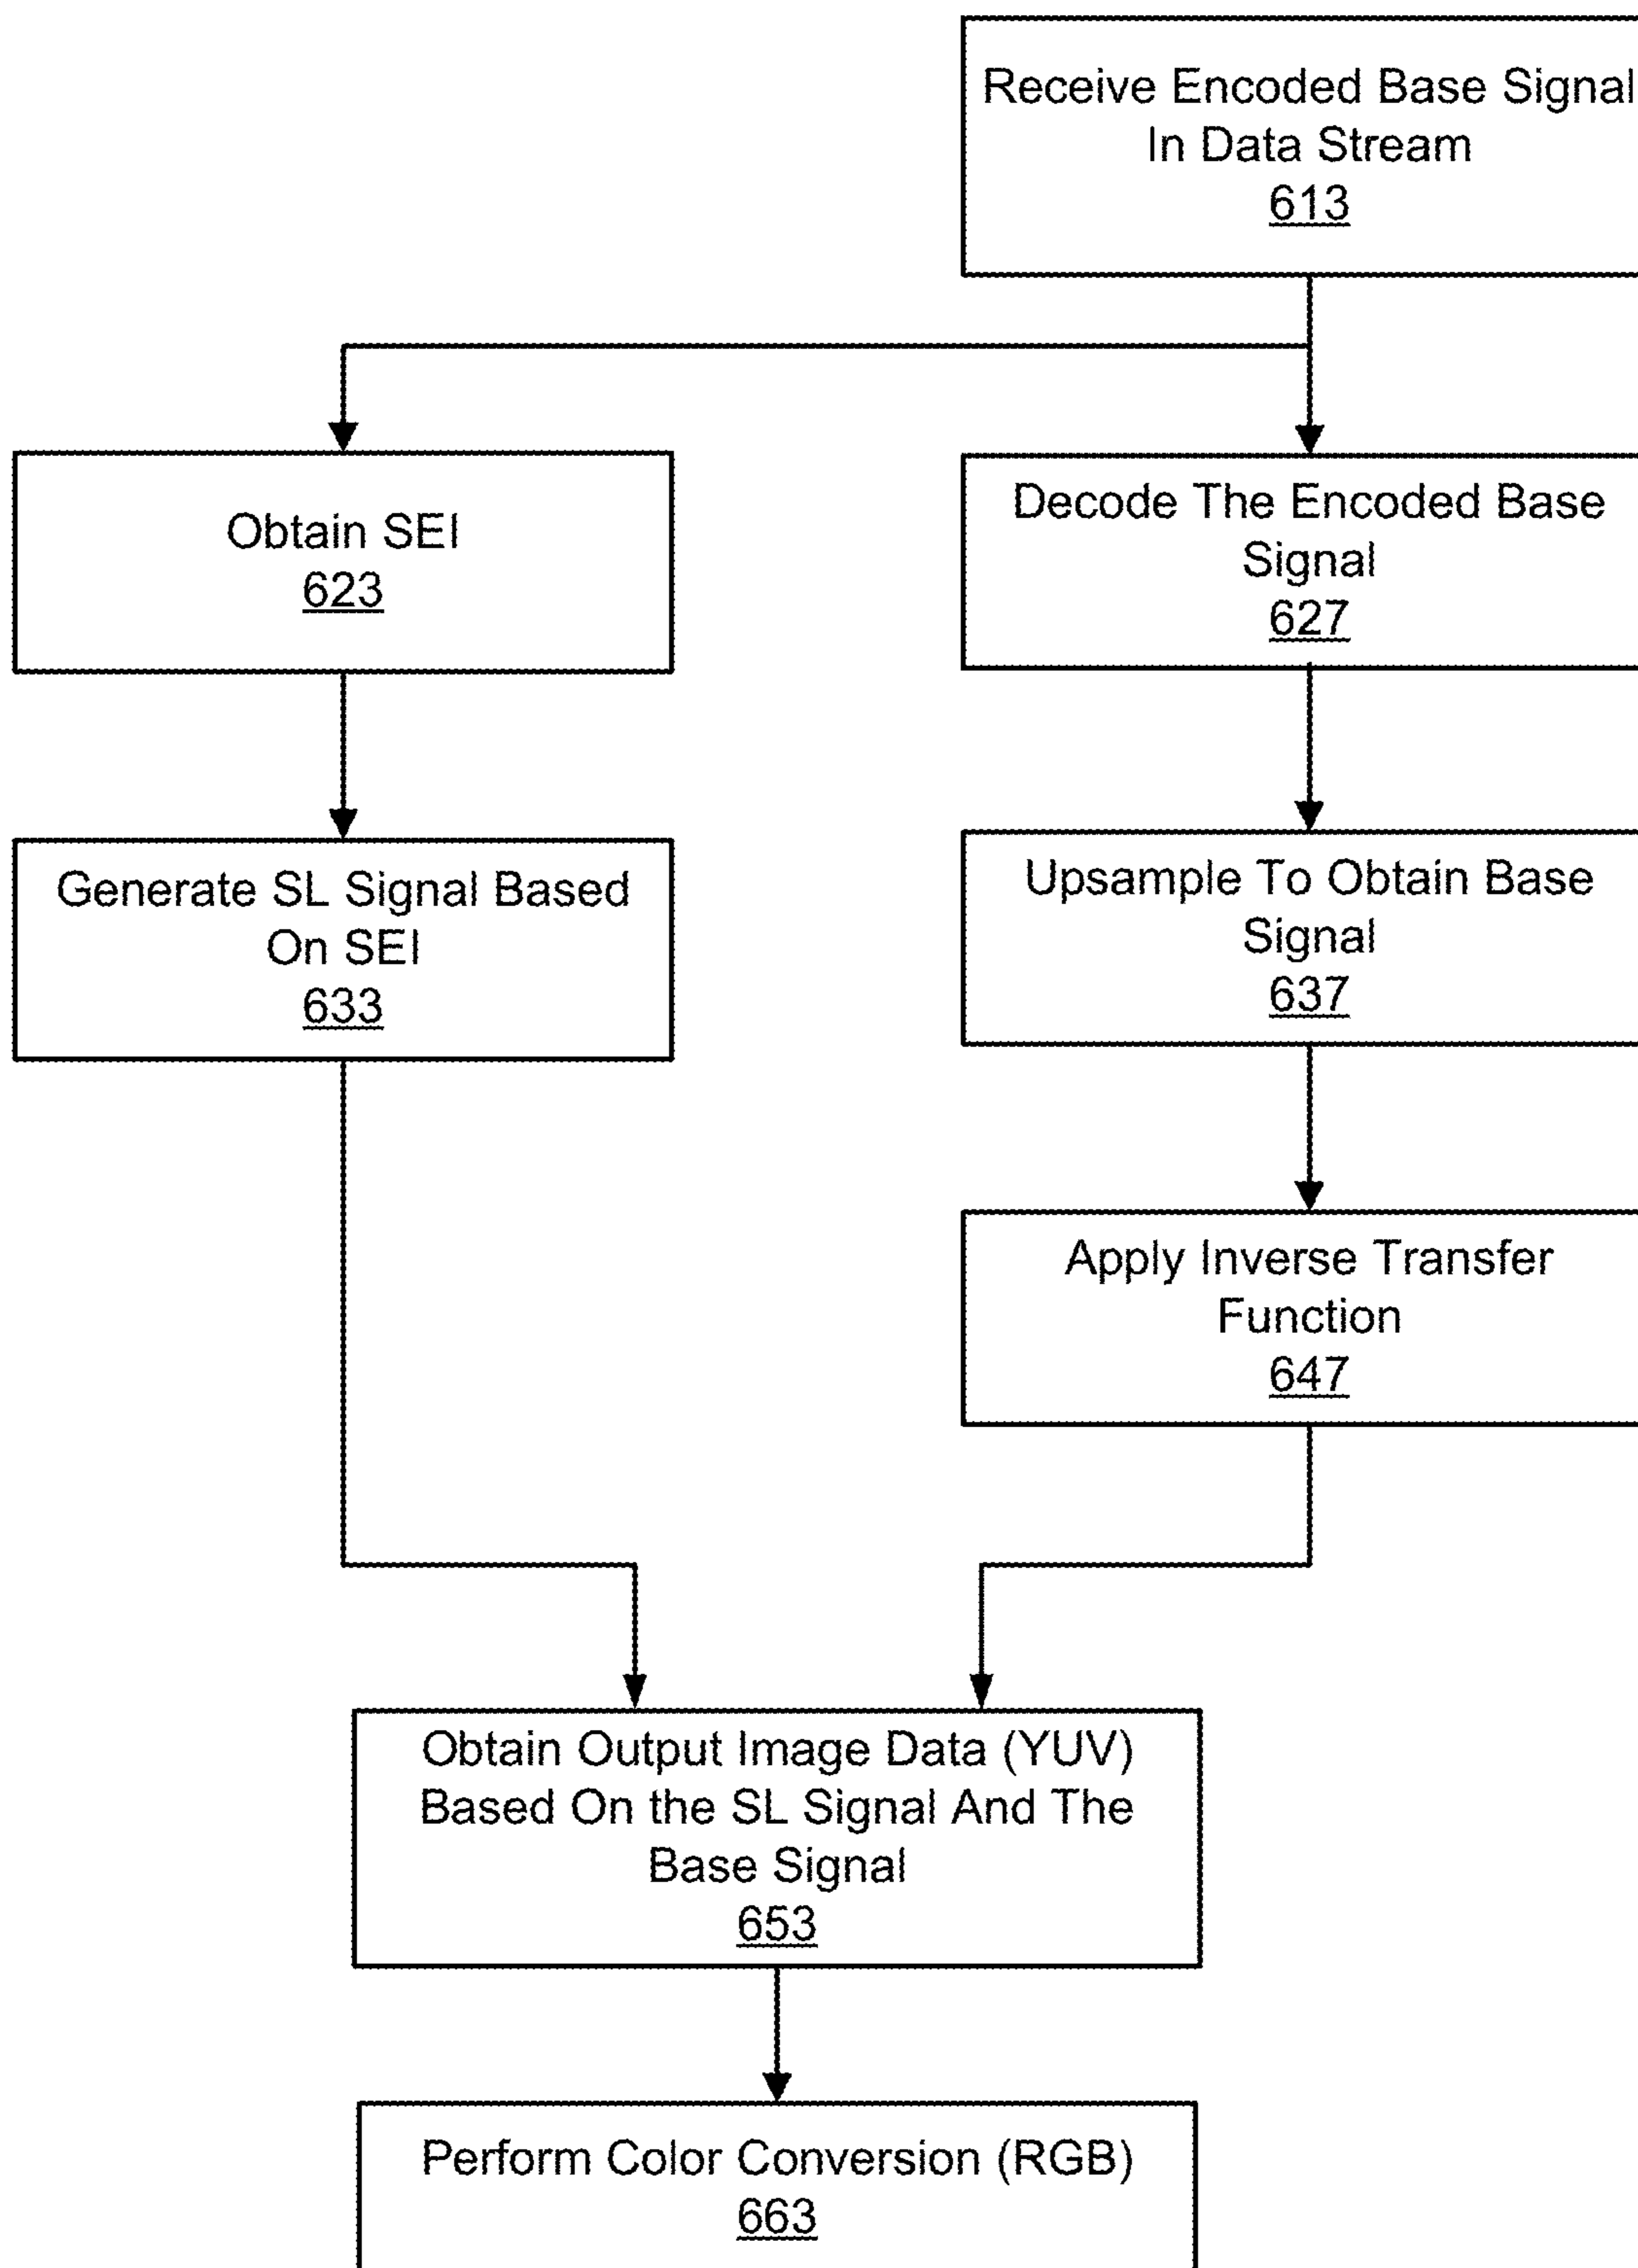 Receive Encoded Base Signal
In Data Stream
613
Obtain SEI
623
Decode The Encoded Base
Signal
627
Generate SL Signal Based
On SEI
633
Upsample To Obtain Base
Signal
637
Apply Inverse Transfer
Function
647
Obtain Output Image Data (YUV)
Based On the SL Signal And The
Base Signal
653
Perform Color Conversion (RGB)
663